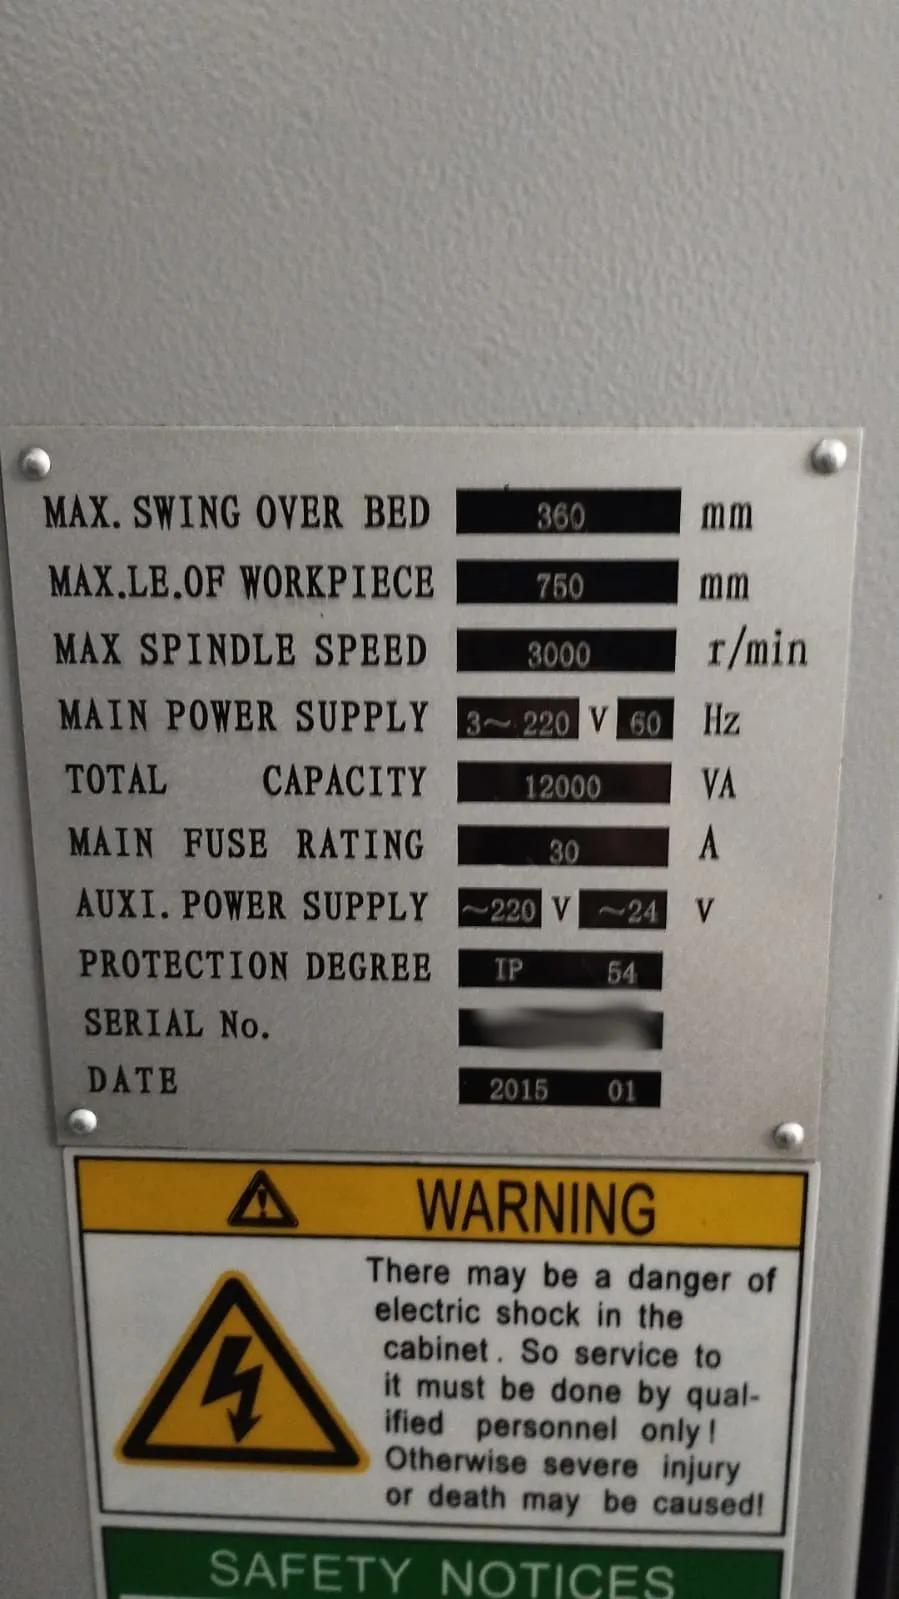 MAX. SWING OVER BED 360 mm
MAX.LE.OF WORKPIECE 750 mm
MAX SPINDLE SPEED 3000 r/min
MAIN POWER SUPPLY 3～220 V 60 Hz
TOTAL CAPACITY 12000 VA
MAIN FUSE RATING 30 A
AUXI. POWER SUPPLY ～220 V ～24 V
PROTECTION DEGREE IP 54
SERIAL No.
DATE 2015 01
WARNING
There may be a danger of
electric shock in the
cabinet. So service to
it must be done by qual-
ified personnel only!
Otherwise severe injury
or death may be caused!
SAFETY NOTICES